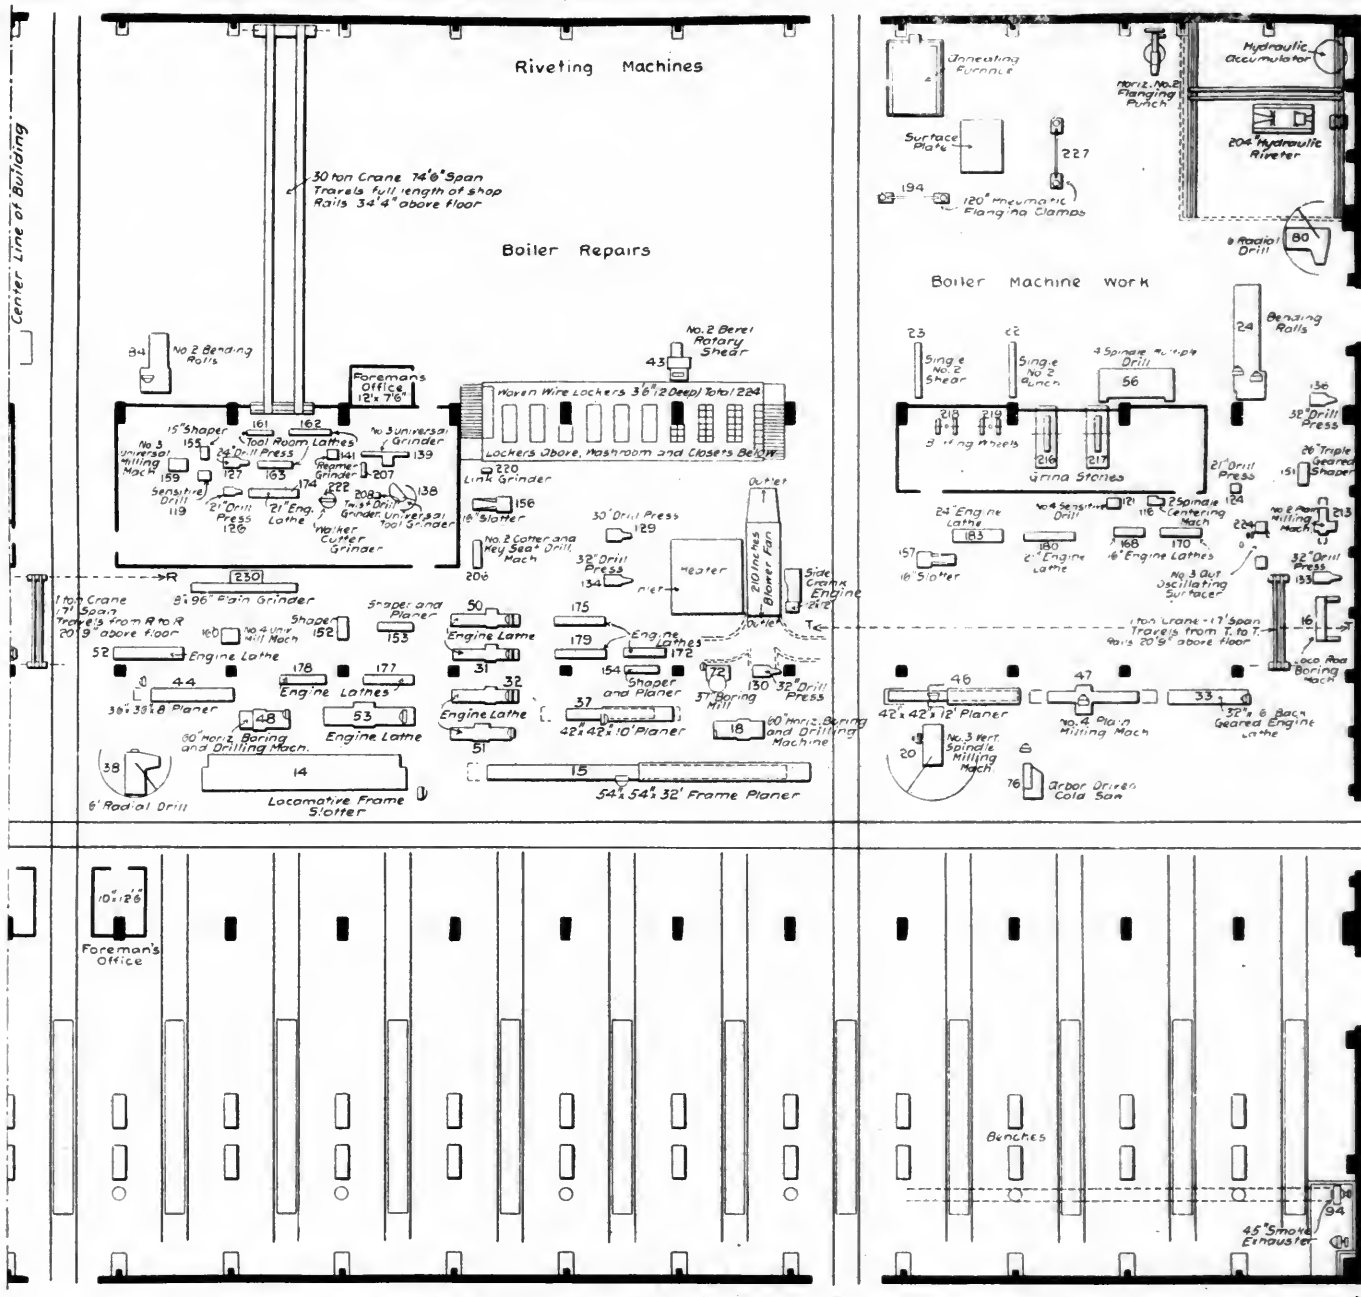 Center Line of Building
Riveting Machines
30 ton Crane 74'6" Span
Travels full length of shop
Rails 34'4" above floor
Boiler Repairs
Annealing
Furnace
Surface
Plate
227
194
120" Pneumatic
Flanging Clamps
Horiz. No.2
Flanging
Punch
Hydraulic
Accumulator
204" Hydraulic
Riveter
6' Radial
Drill
80
Boiler Machine Work
84
No. 2 Bending
Rolls
Foremans
Office
12'x 7'6"
No. 2 Bevel
Rotary
Shear
43
Woven Wire Lockers 3'6" (2 Deep) Total 224
Lockers Above, Washroom and Closets Below
23
Single
No. 2
Shear
22
Single
No. 2
Punch
4 Spindle Multiple
Drill
56
24
Bending
Rolls
136
32" Drill
Press
15" Shaper
155
161
162
Tool Room Lathes
No 3 Universal
Grinder
139
No 3
Universal
Milling
Mach
159
24" Drill Press
127
163
141
Reamer
Grinder
207
Sensitive
Drill
119
21" Drill
Press
126
174
21" Eng.
Lathe
222
Walker
Cutter
Grinder
208
Twist Drill
Grinder
138
Universal
Tool Grinder
220
Link Grinder
156
18" Slotter
No. 2 Cotter and
Key Seat Drill.
Mach
206
30" Drill Press
129
32" Drill
Press
134
Heater
Inlet
Outlet
210 Inches
Blower Fan
Outlet
Side
Crank
Engine
12x12
218
219
Buffing Wheels
216
217
Grind Stones
24" Engine
Lathe
183
157
18" Slotter
No 4 Sensitive
Drill
121
180
21" Engine
Lathe
2 Spindle
Centering
Mach
116
168
170
16" Engine Lathes
21" Drill
Press
124
26" Triple
Geared
Shaper
151
No. 2 Plain
Milling
Mach.
213
224
No. 3 Aut
Oscillating
Surfacer
32" Drill
Press
133
R
1 ton Crane
17' Span
Travels from R to R
20'9" above floor
230
8"x96" Plain Grinder
160
No. 4 Univ
Mill Mach
Shaper
152
Shaper and
Planer
153
50
Engine Lathe
31
175
179
Engine
Lathes
172
154
Shaper
and Planer
T
1 ton Crane - 17' Span
Travels from T. to T.
Rails 20'9" above floor
16
T
Loco Rod
Boring
Mach
52
Engine Lathe
44
36"x36"x8' Planer
178
177
Engine Lathes
32
Engine Lathe
51
37
42"x42"x10' Planer
72
37" Boring
Mill
130
32" Drill
Press
18
60" Horiz. Boring
and Drilling
Machine
46
42"x42"x12' Planer
47
No. 4 Plain
Milling Mach
33
32"x 6' Back
Geared Engine
Lathe
48
60" Horiz Boring
and Drilling Mach.
53
Engine Lathe
38
6' Radial Drill
14
Locomotive Frame
Slotter
15
54"x 54"x 32' Frame Planer
20
No. 3 Vert.
Spindle
Milling
Mach.
76
Arbor Driven
Cold Saw
10'x12'6"
Foreman's
Office
Benches
94
45" Smoke
Exhauster